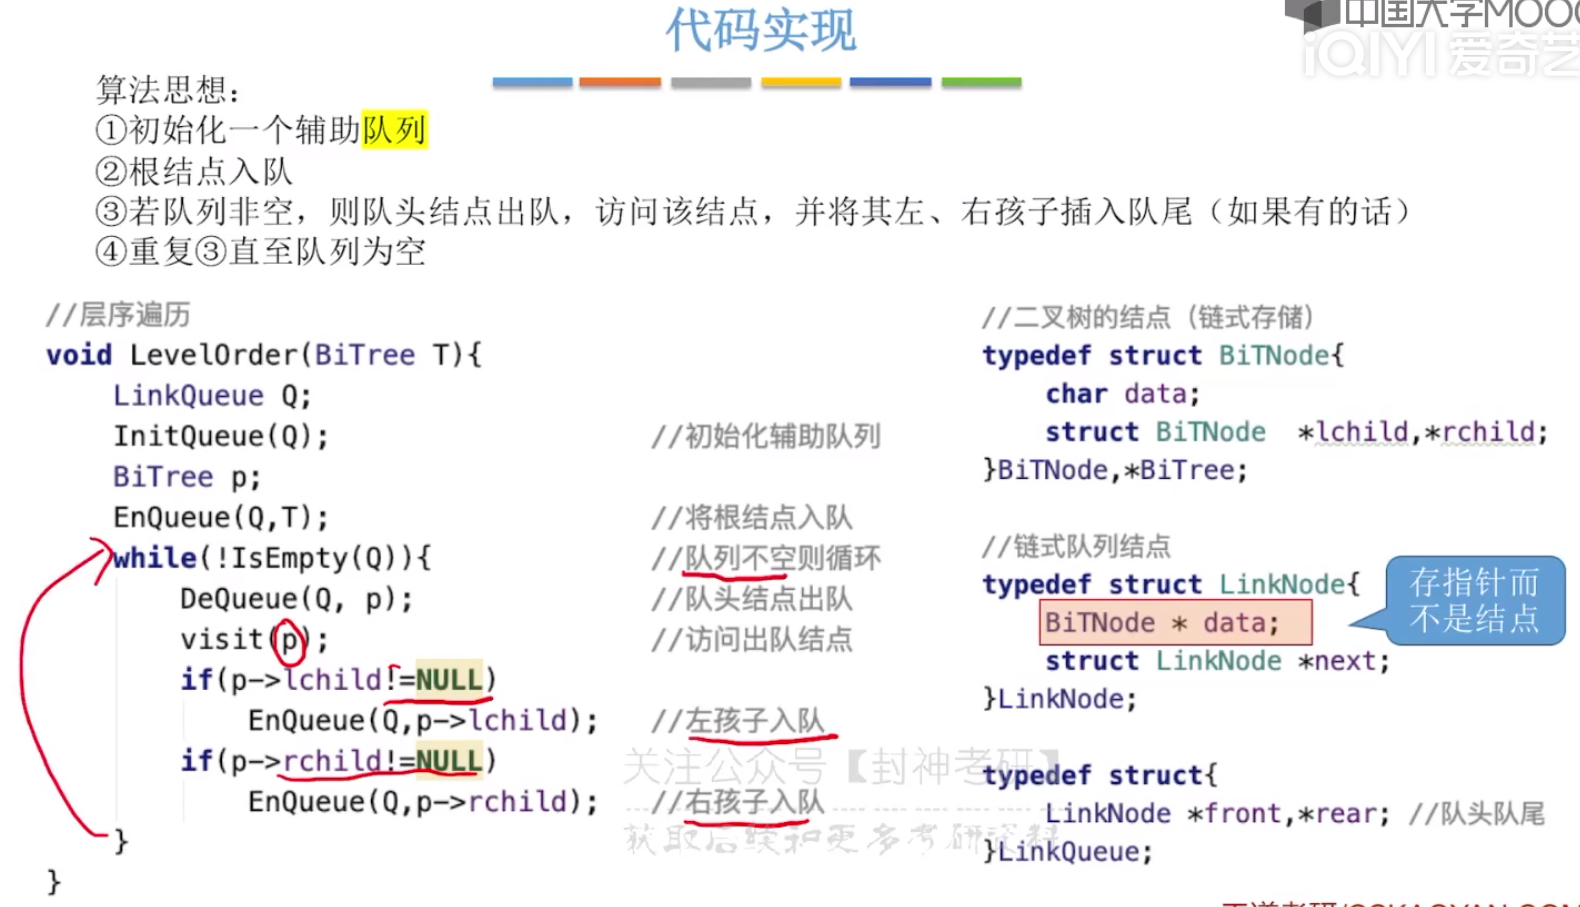 代码实现
中国大学MOOC
iQIYI 爱奇艺
算法思想：
①初始化一个辅助队列
②根结点入队
③若队列非空，则队头结点出队，访问该结点，并将其左、右孩子插入队尾（如果有的话）
④重复③直至队列为空
//层序遍历
void LevelOrder(BiTree T){
LinkQueue Q;
InitQueue(Q); //初始化辅助队列
BiTree p;
EnQueue(Q,T); //将根结点入队
while(!IsEmpty(Q)){ //队列不空则循环
DeQueue(Q, p); //队头结点出队
visit(p); //访问出队结点
if(p->lchild!=NULL)
EnQueue(Q,p->lchild); //左孩子入队
if(p->rchild!=NULL)
EnQueue(Q,p->rchild); //右孩子入队
}
}
//二叉树的结点（链式存储）
typedef struct BiTNode{
char data;
struct BiTNode *lchild,*rchild;
}BiTNode,*BiTree;
//链式队列结点
typedef struct LinkNode{
BiTNode * data;
struct LinkNode *next;
}LinkNode;
存指针而
不是结点
typedef struct{
LinkNode *front,*rear; //队头队尾
}LinkQueue;
关注公众号【封神考研】
获取后续和更多考研资料